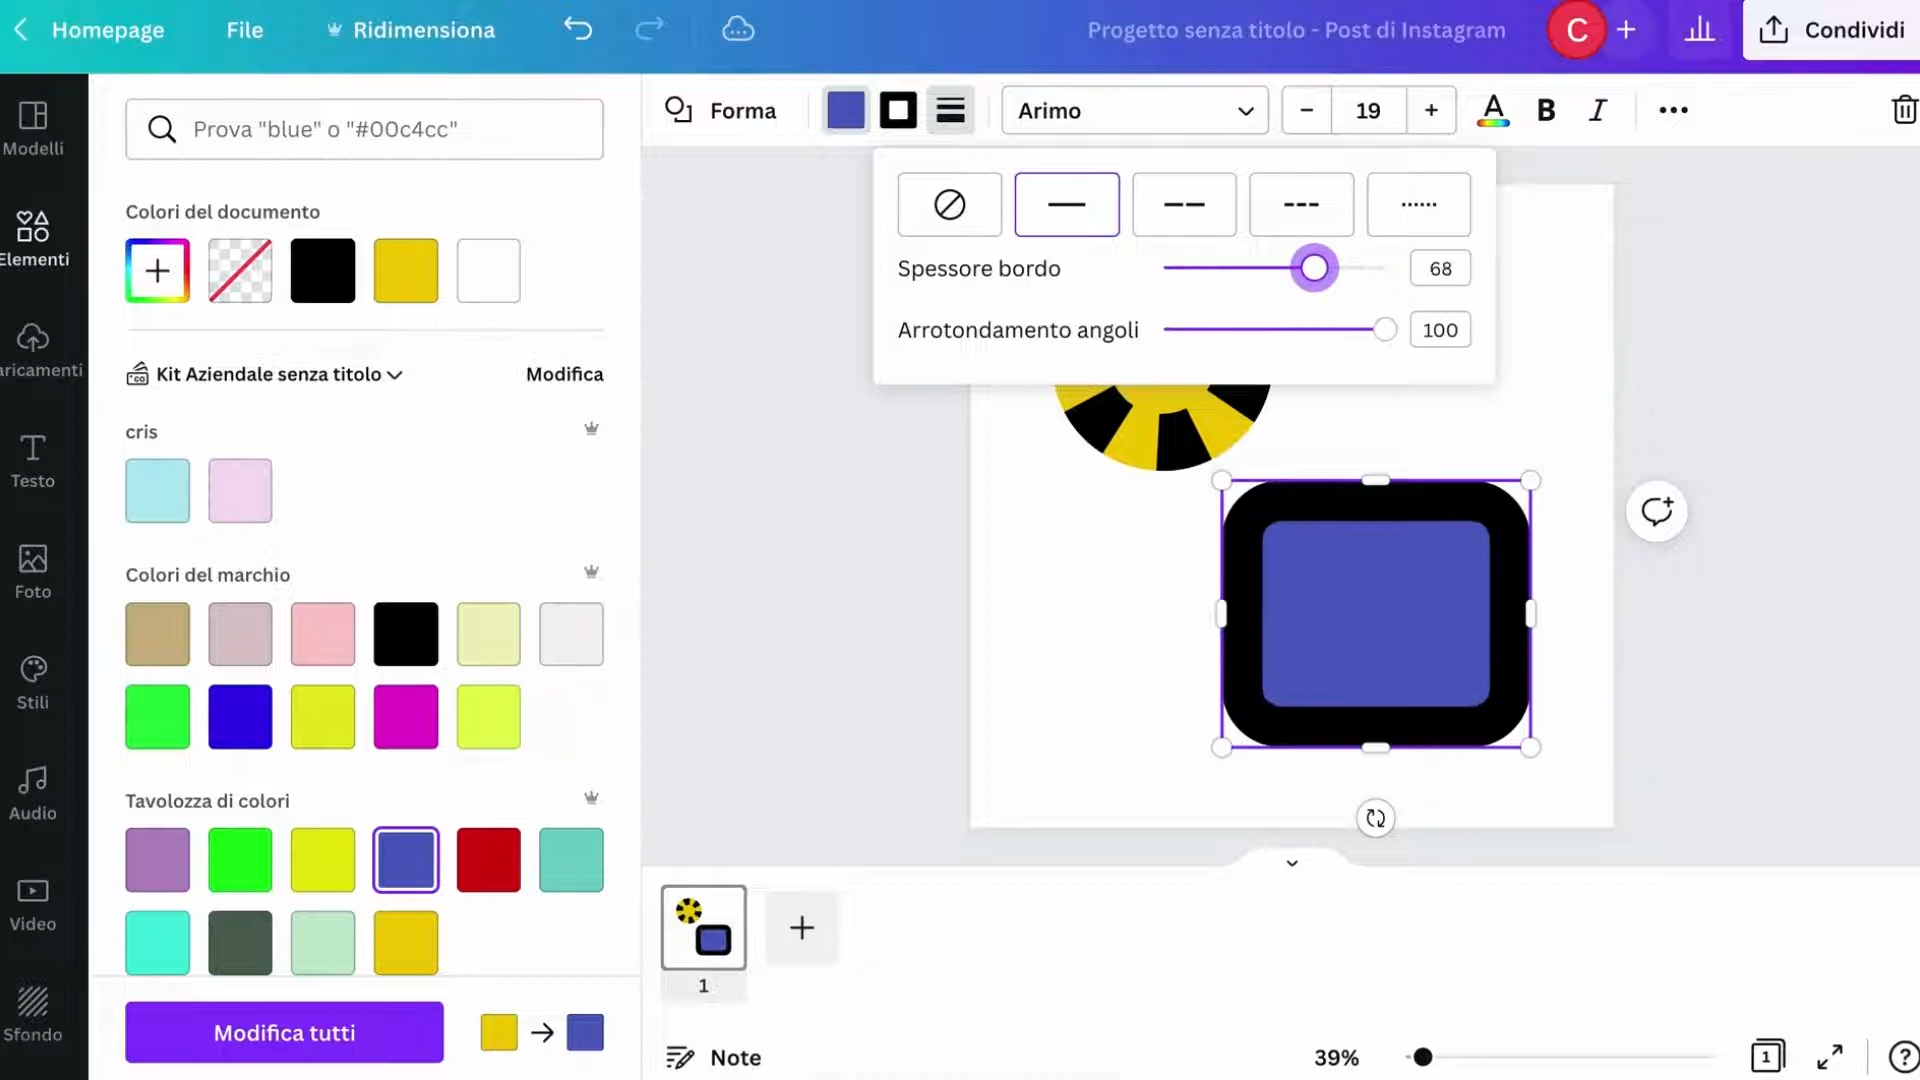 Homepage
File
Ridimensiona
Progetto senza titolo - Post di Instagram
C
Condividi
Modelli
Elementi
aricamenti
Testo
Foto
Stili
Audio
Video
Sfondo
Prova "blue" o "#00c4cc"
Colori del documento
Kit Aziendale senza titolo
Modifica
cris
Colori del marchio
Tavolozza di colori
Modifica tutti
Forma
Arimo
19
A
B
I
Spessore bordo
68
Arrotondamento angoli
100
1
Note
39%
1